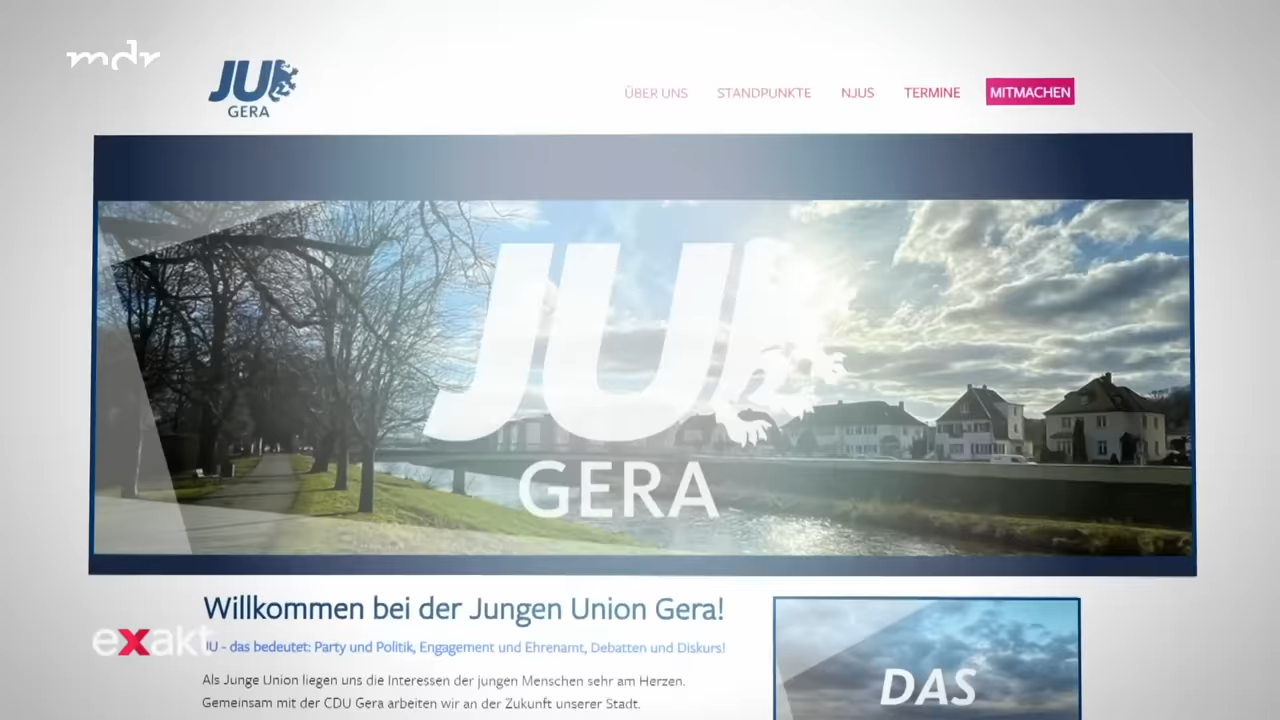 mdr
JU
GERA
ÜBER UNS STANDPUNKTE NJUS TERMINE MITMACHEN
JU
GERA
Willkommen bei der Jungen Union Gera!
JU - das bedeutet: Party und Politik, Engagement und Ehrenamt, Debatten und Diskurs!
Als Junge Union liegen uns die Interessen der jungen Menschen sehr am Herzen.
Gemeinsam mit der CDU Gera arbeiten wir an der Zukunft unserer Stadt.
DAS
exakt